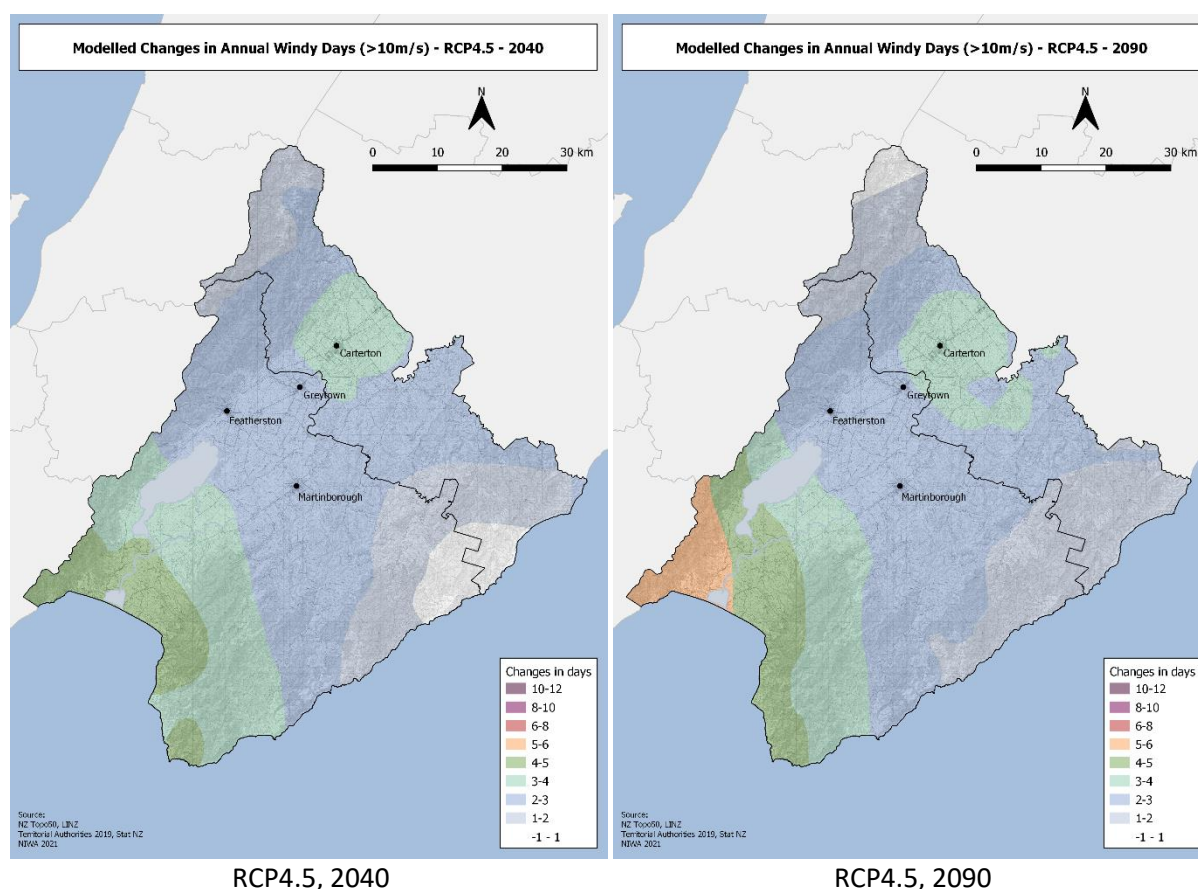 Modelled Changes in Annual Windy Days (>10m/s) - RCP4.5 - 2040
N
0 10 20 30 km
Carterton
Greytown
Featherston
Martinborough
Changes in days
10-12
8-10
6-8
5-6
4-5
3-4
2-3
1-2
-1 - 1
Source:
NZ Topo50, LINZ
Territorial Authorities 2019, Stat NZ
NIWA 2021
RCP4.5, 2040
Modelled Changes in Annual Windy Days (>10m/s) - RCP4.5 - 2090
N
0 10 20 30 km
Carterton
Greytown
Featherston
Martinborough
Changes in days
10-12
8-10
6-8
5-6
4-5
3-4
2-3
1-2
-1 - 1
Source:
NZ Topo50, LINZ
Territorial Authorities 2019, Stat NZ
NIWA 2021
RCP4.5, 2090